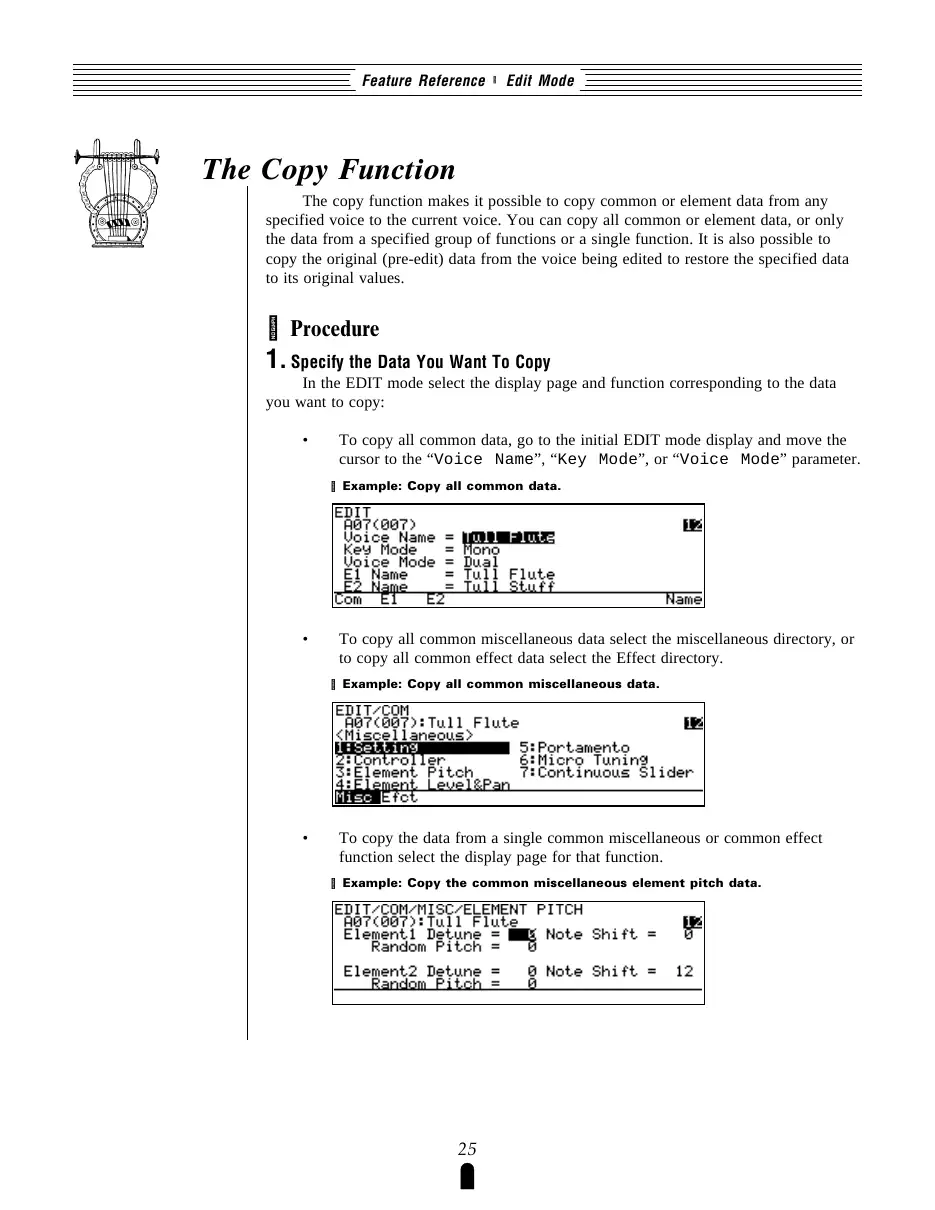 Feature Reference Edit Mode
The Copy Function
The copy function makes it possible to copy common or element data from any
specified voice to the current voice. You can copy all common or element data, or only
the data from a specified group of functions or a single function. It is also possible to
copy the original (pre-edit) data from the voice being edited to restore the specified data
to its original values.
Procedure
1. Specify the Data You Want To Copy
In the EDIT mode select the display page and function corresponding to the data
you want to copy:
• To copy all common data, go to the initial EDIT mode display and move the
cursor to the “Voice Name”, “Key Mode”, or “Voice Mode” parameter.
Example: Copy all common data.
EDIT
A07(007) 12
Voice Name = Tull Flute
Key Mode = Mono
Voice Mode = Dual
E1 Name = Tull Flute
E2 Name = Tull Stuff
Com E1 E2 Name
• To copy all common miscellaneous data select the miscellaneous directory, or
to copy all common effect data select the Effect directory.
Example: Copy all common miscellaneous data.
EDIT/COM
A07(007):Tull Flute 12
<Miscellaneous>
1:Setting 5:Portamento
2:Controller 6:Micro Tuning
3:Element Pitch 7:Continuous Slider
4:Element Level&Pan
Misc Efct
• To copy the data from a single common miscellaneous or common effect
function select the display page for that function.
Example: Copy the common miscellaneous element pitch data.
EDIT/COM/MISC/ELEMENT PITCH
A07(007):Tull Flute 12
Element1 Detune = 0 Note Shift = 0
Random Pitch = 0
Element2 Detune = 0 Note Shift = 12
Random Pitch = 0
25